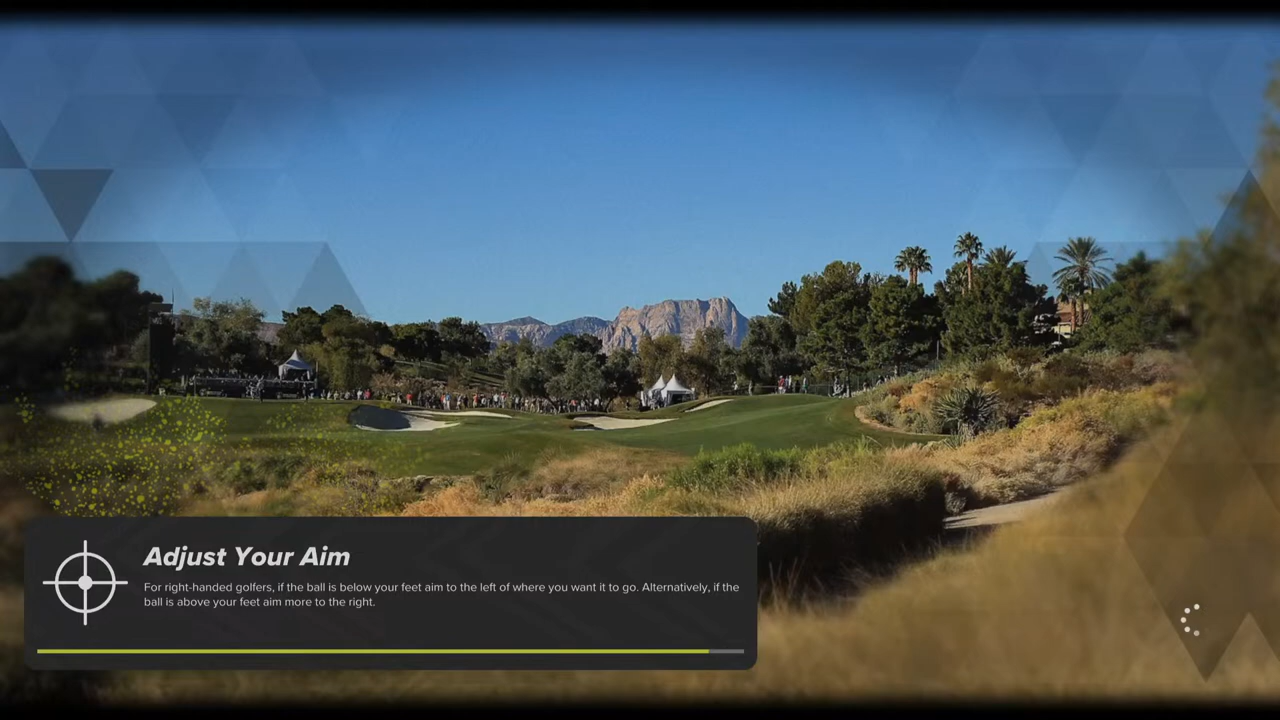 Adjust Your Aim
For right-handed golfers, if the ball is below your feet aim to the left of where you want it to go. Alternatively, if the
ball is above your feet aim more to the right.